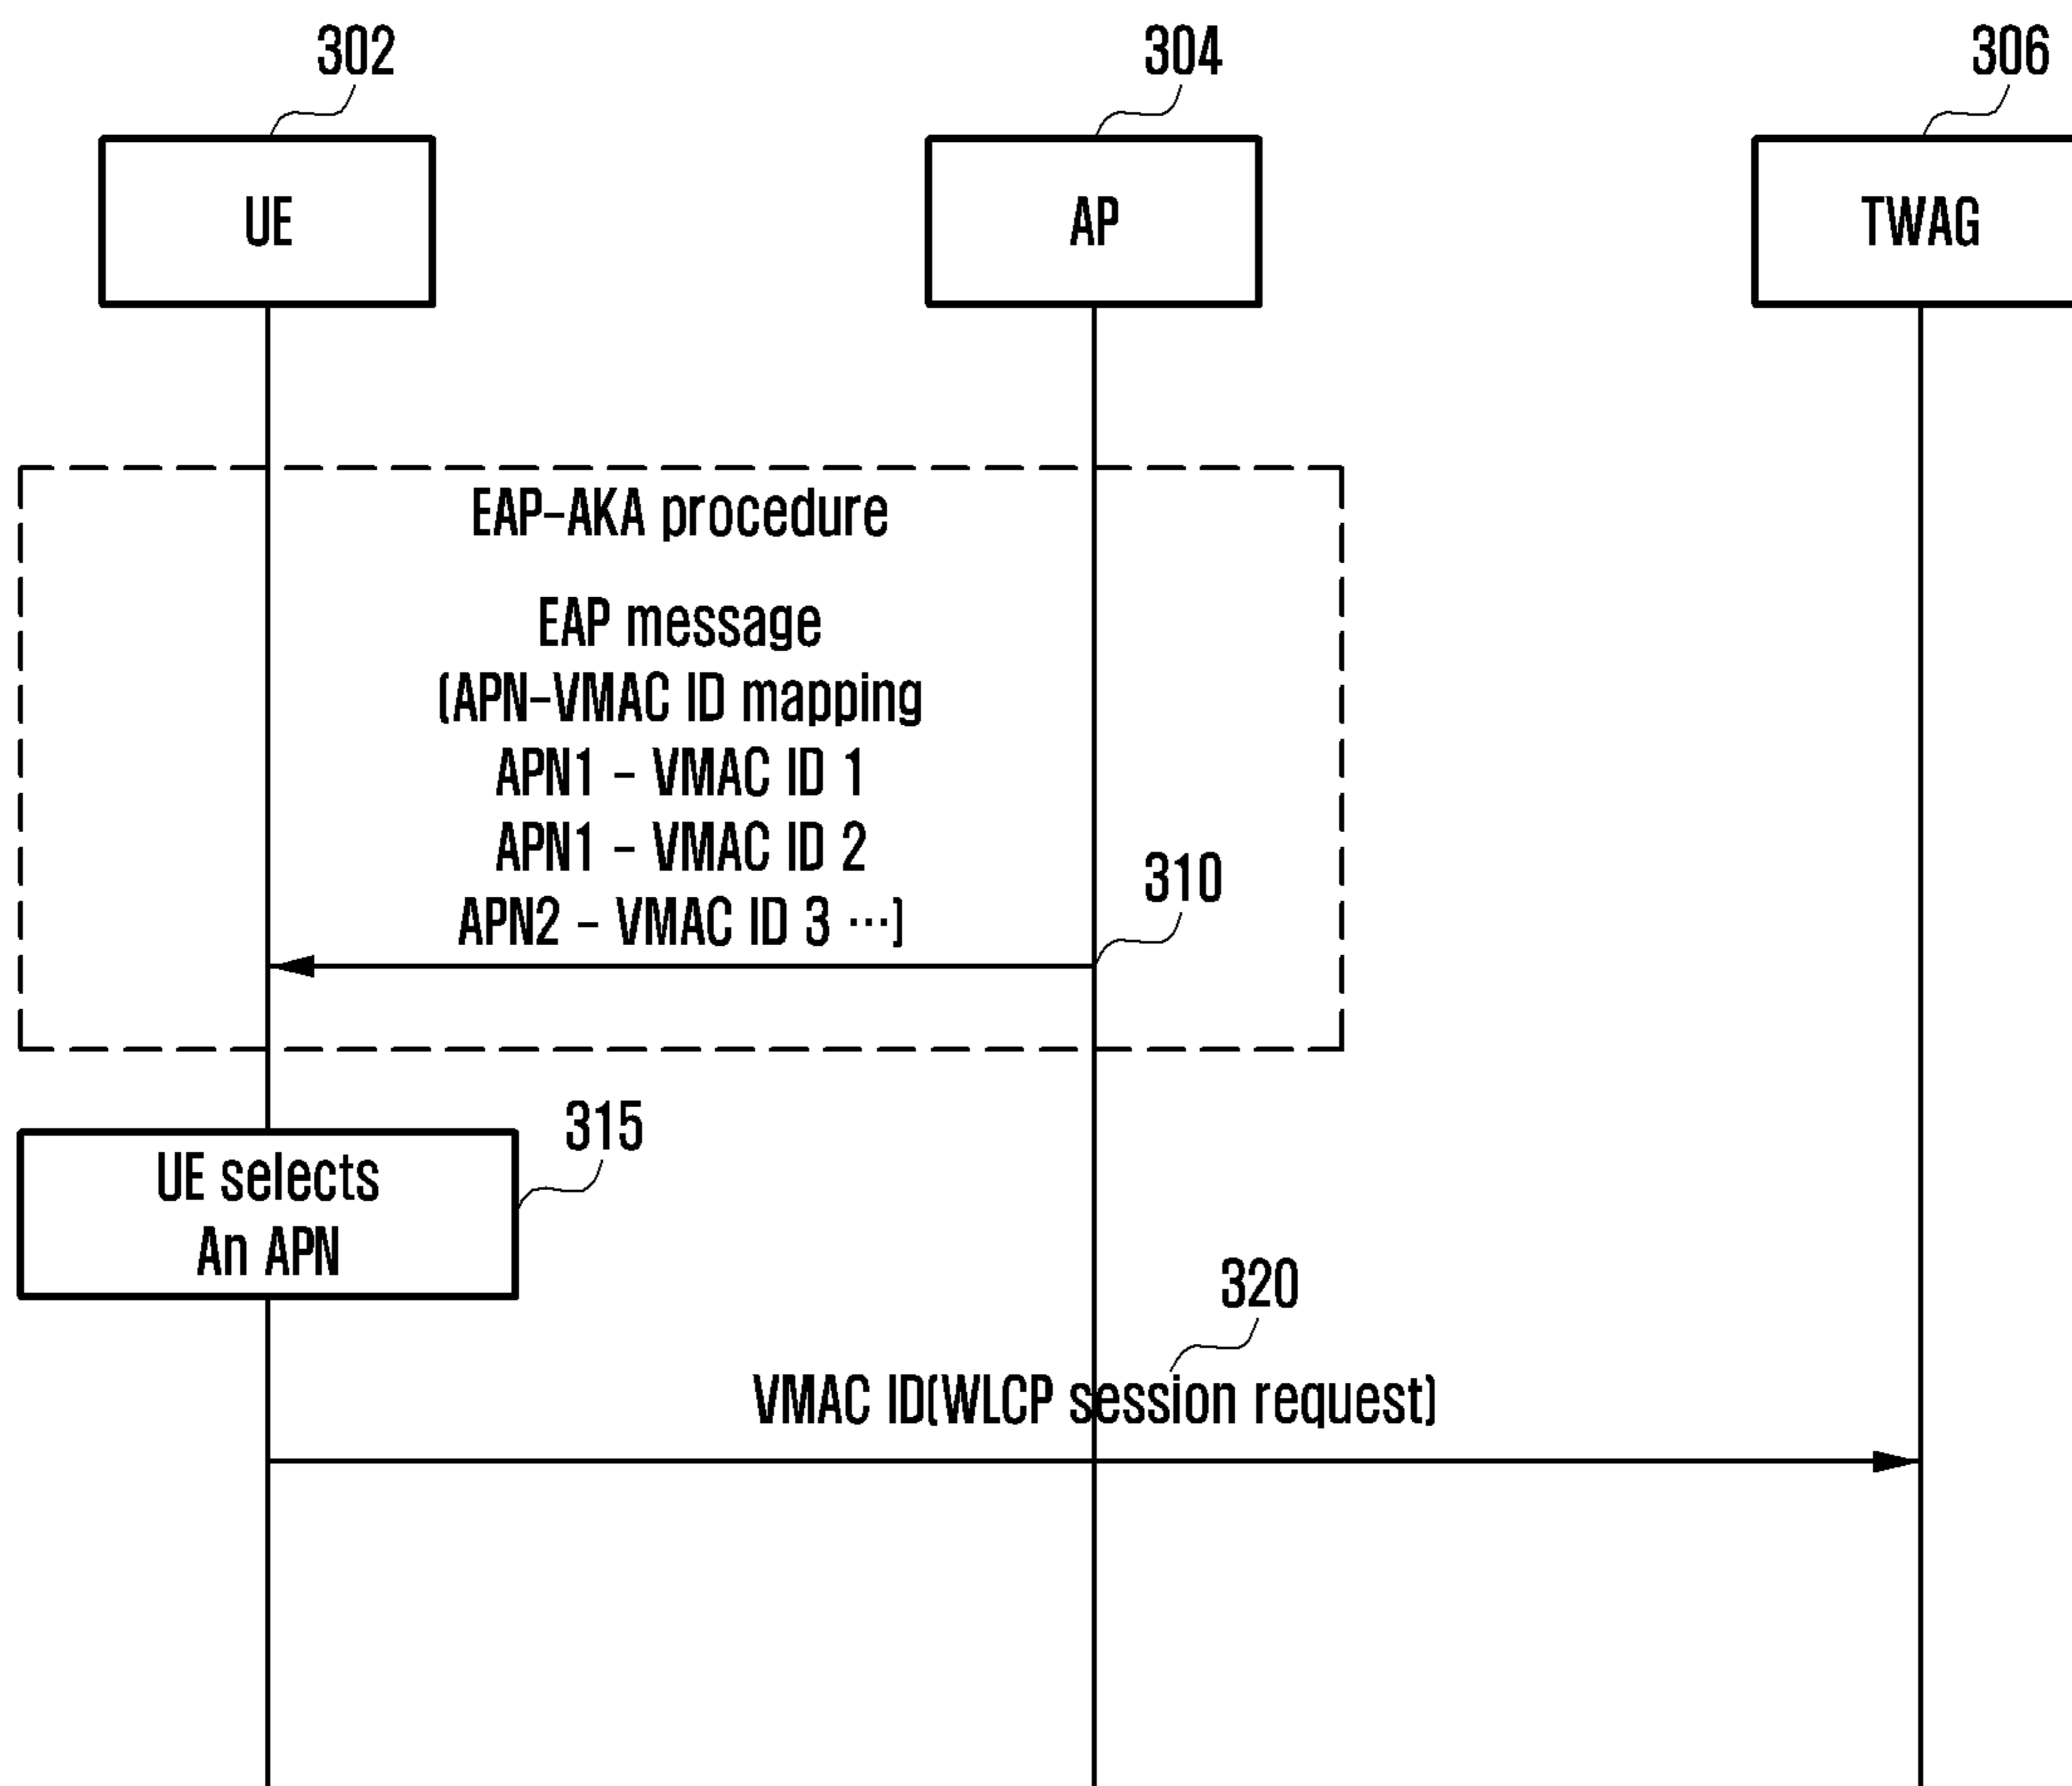 302
304
306
UE
AP
TWAG
EAP-AKA procedure
EAP message
(APN-VMAC ID mapping
APN1 - VMAC ID 1
APN1 - VMAC ID 2
APN2 - VMAC ID 3 ···)
310
315
UE selects
An APN
320
VMAC ID(WLCP session request)